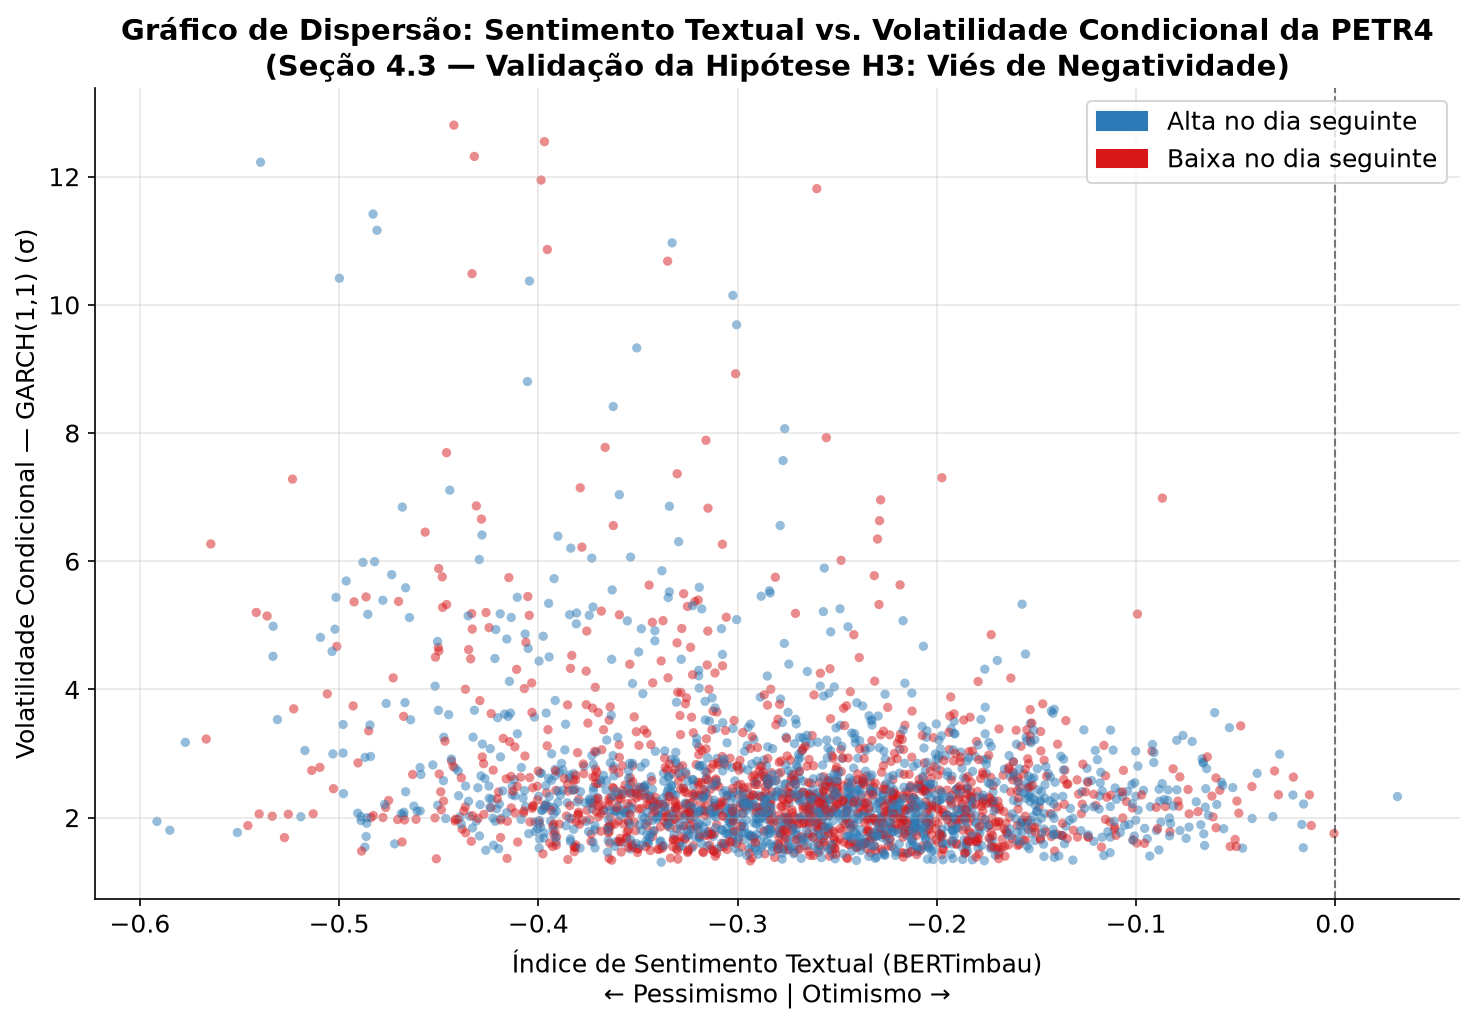 Gráfico de Dispersão: Sentimento Textual vs. Volatilidade Condicional da PETR4
(Seção 4.3 — Validação da Hipótese H3: Viés de Negatividade)
Alta no dia seguinte
Baixa no dia seguinte
Volatilidade Condicional — GARCH(1,1) (σ)
12
10
8
6
4
2
−0.6 −0.5 −0.4 −0.3 −0.2 −0.1 0.0
Índice de Sentimento Textual (BERTimbau)
← Pessimismo | Otimismo →